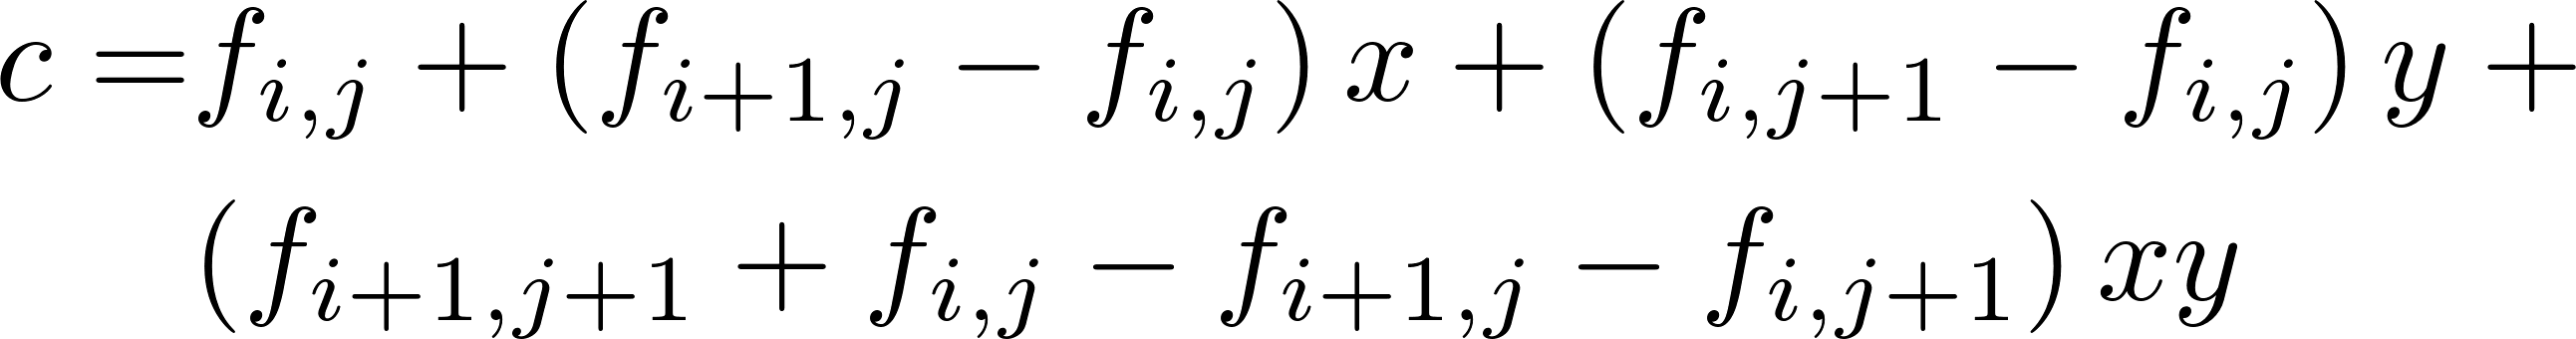 c = f_{i,j} + (f_{i+1,j} − f_{i,j}) x + (f_{i,j+1} − f_{i,j}) y +
(f_{i+1,j+1} + f_{i,j} − f_{i+1,j} − f_{i,j+1}) xy